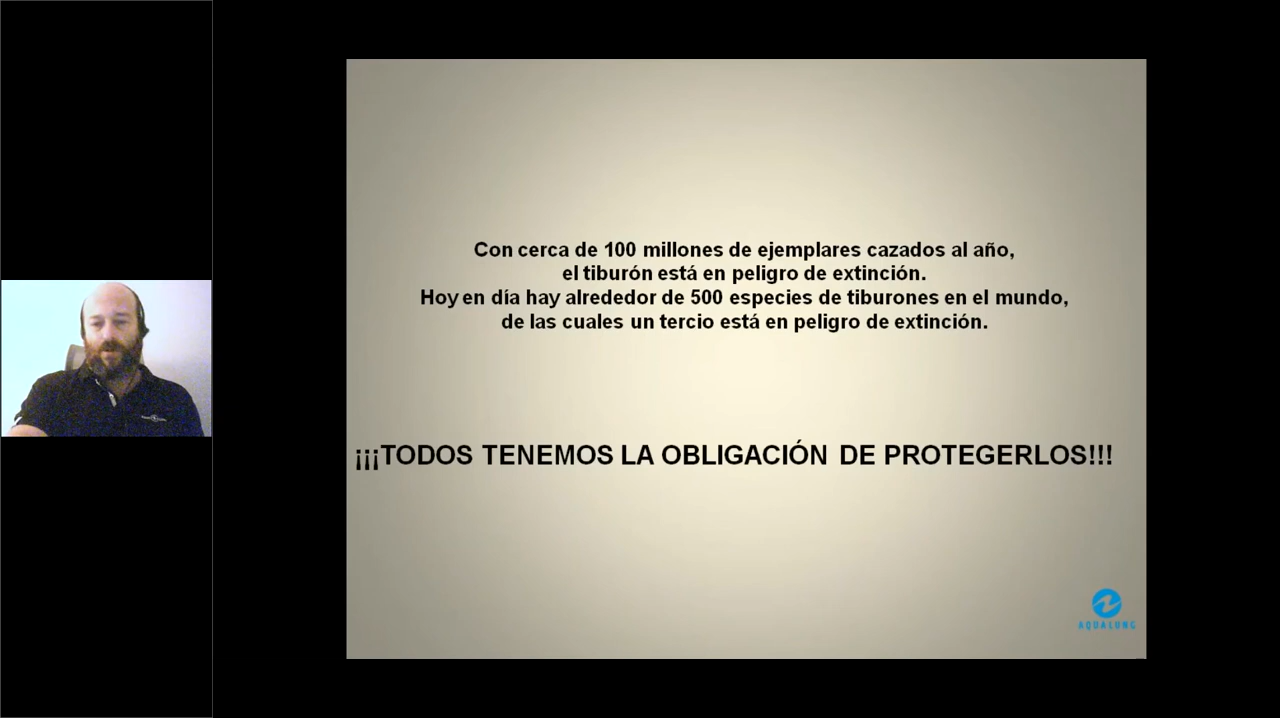 Con cerca de 100 millones de ejemplares cazados al año,
el tiburón está en peligro de extinción.
Hoy en día hay alrededor de 500 especies de tiburones en el mundo,
de las cuales un tercio está en peligro de extinción.
¡¡¡TODOS TENEMOS LA OBLIGACIÓN DE PROTEGERLOS!!!
AQUALUNG